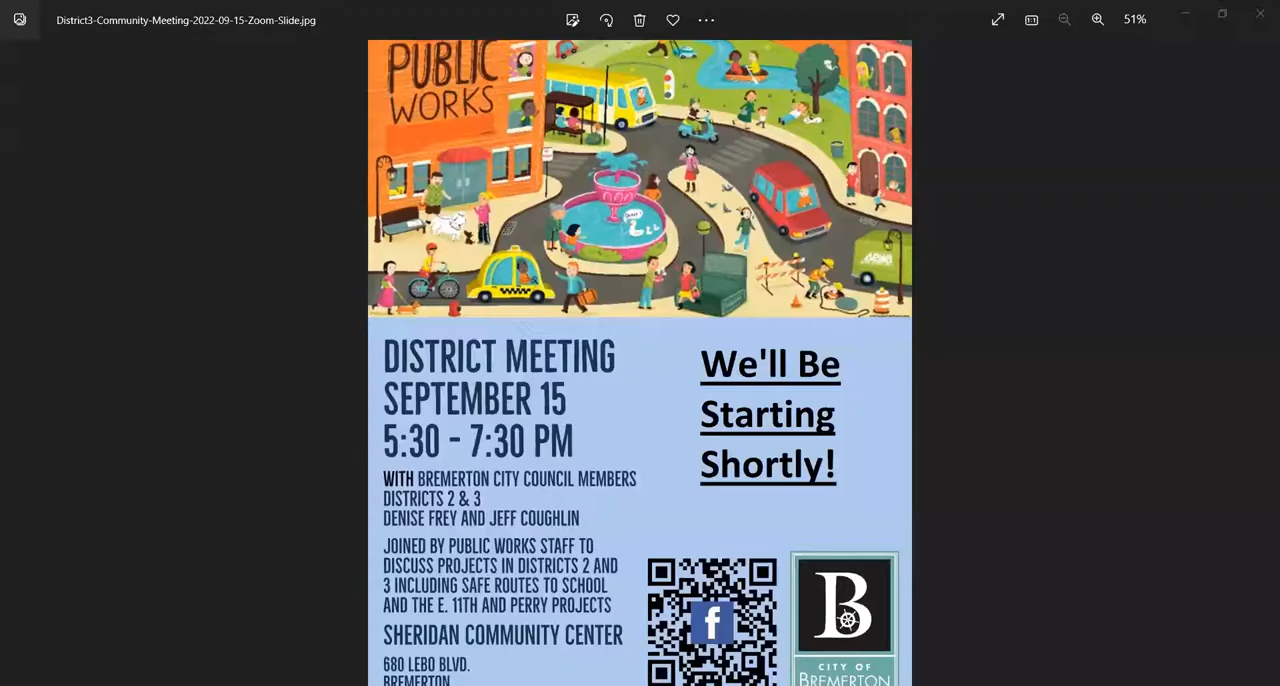 District3-Community-Meeting-2022-09-15-Zoom-Slide.jpg
51%
PUBLIC
WORKS
DISTRICT MEETING
SEPTEMBER 15
5:30 - 7:30 PM
WITH BREMERTON CITY COUNCIL MEMBERS
DISTRICTS 2 & 3
DENISE FREY AND JEFF COUGHLIN
JOINED BY PUBLIC WORKS STAFF TO
DISCUSS PROJECTS IN DISTRICTS 2 AND
3 INCLUDING SAFE ROUTES TO SCHOOL
AND THE E. 11TH AND PERRY PROJECTS
SHERIDAN COMMUNITY CENTER
680 LEBO BLVD.
BREMERTON
We'll Be
Starting
Shortly!
f
B
CITY OF
BREMERTON